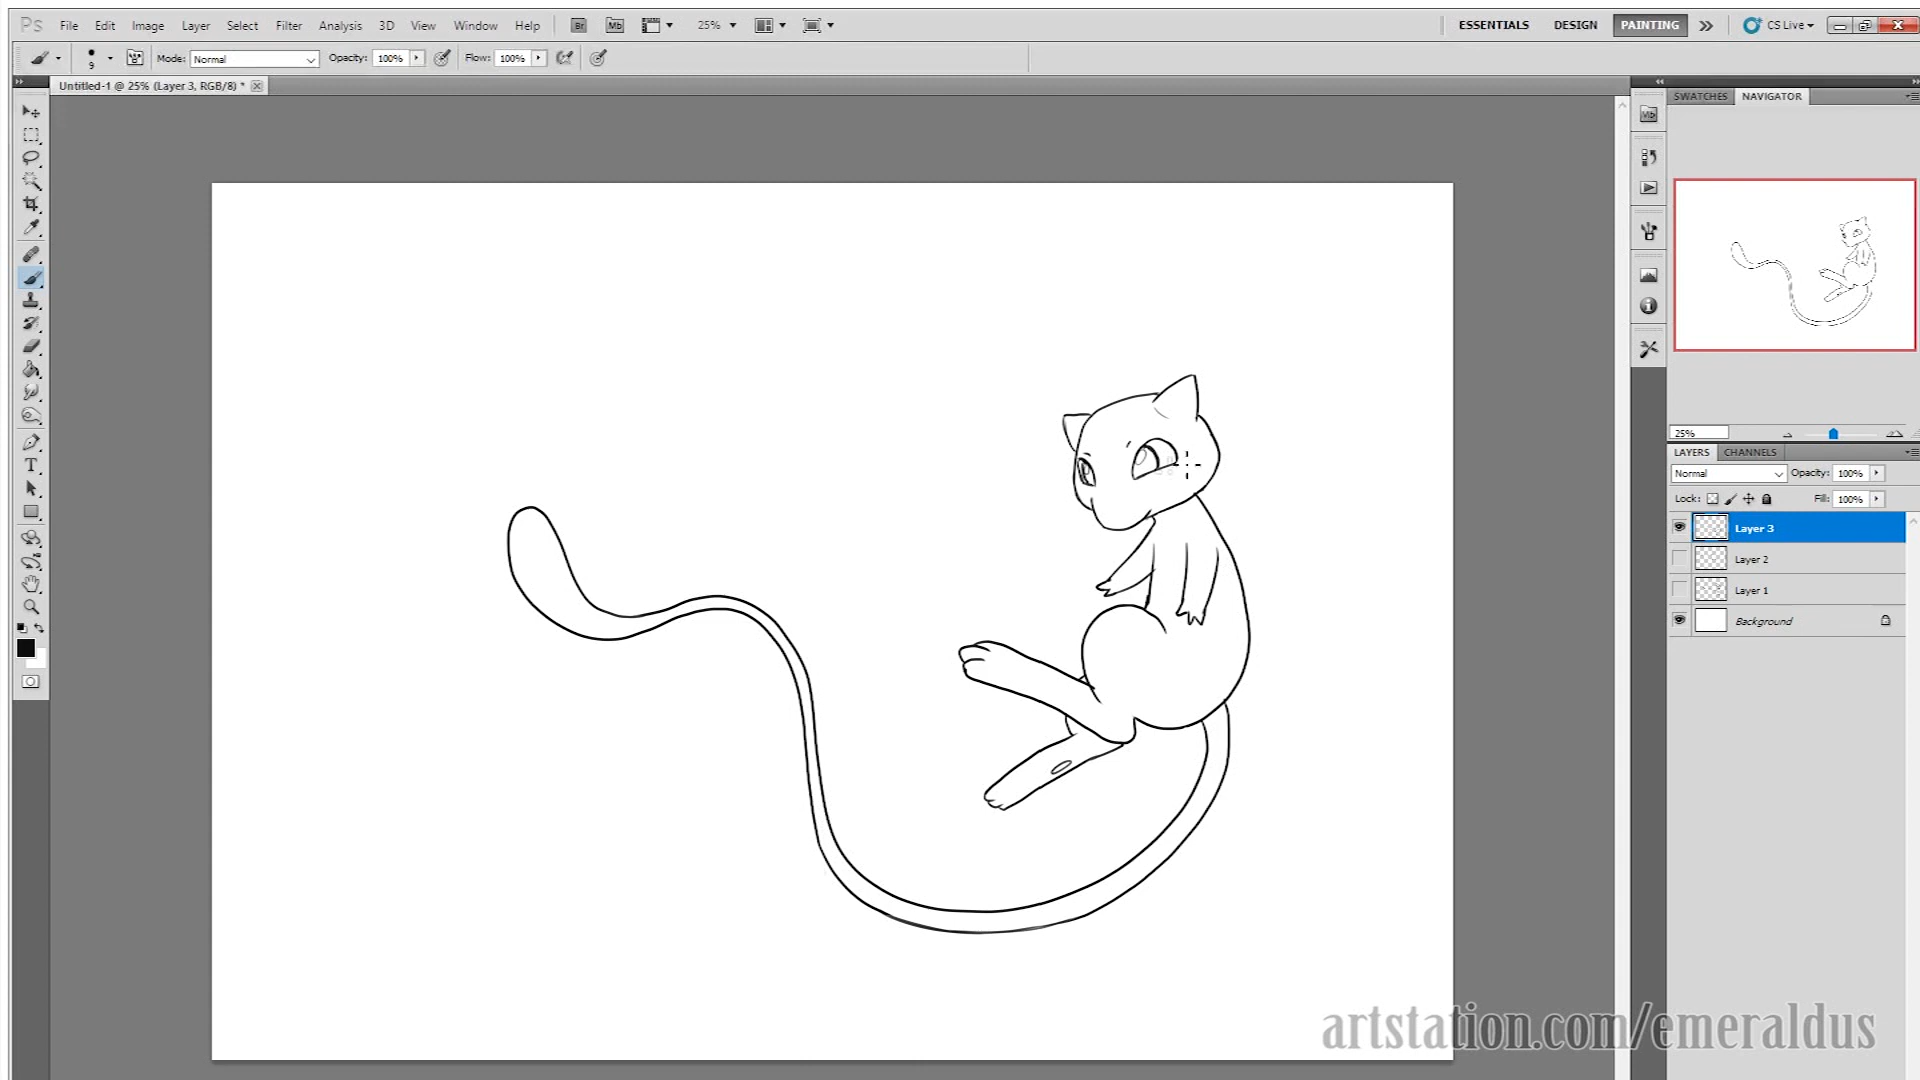 Ps File Edit Image Layer Select Filter Analysis 3D View Window Help Br Mb 25% ESSENTIALS DESIGN PAINTING CS Live
9 Mode: Normal Opacity: 100% Flow: 100%
Untitled-1 @ 25% (Layer 3, RGB/8) *
SWATCHES NAVIGATOR
Mb
25%
LAYERS CHANNELS
Normal Opacity: 100%
Lock: Fill: 100%
Layer 3
Layer 2
Layer 1
Background
artstation.com/emeraldus